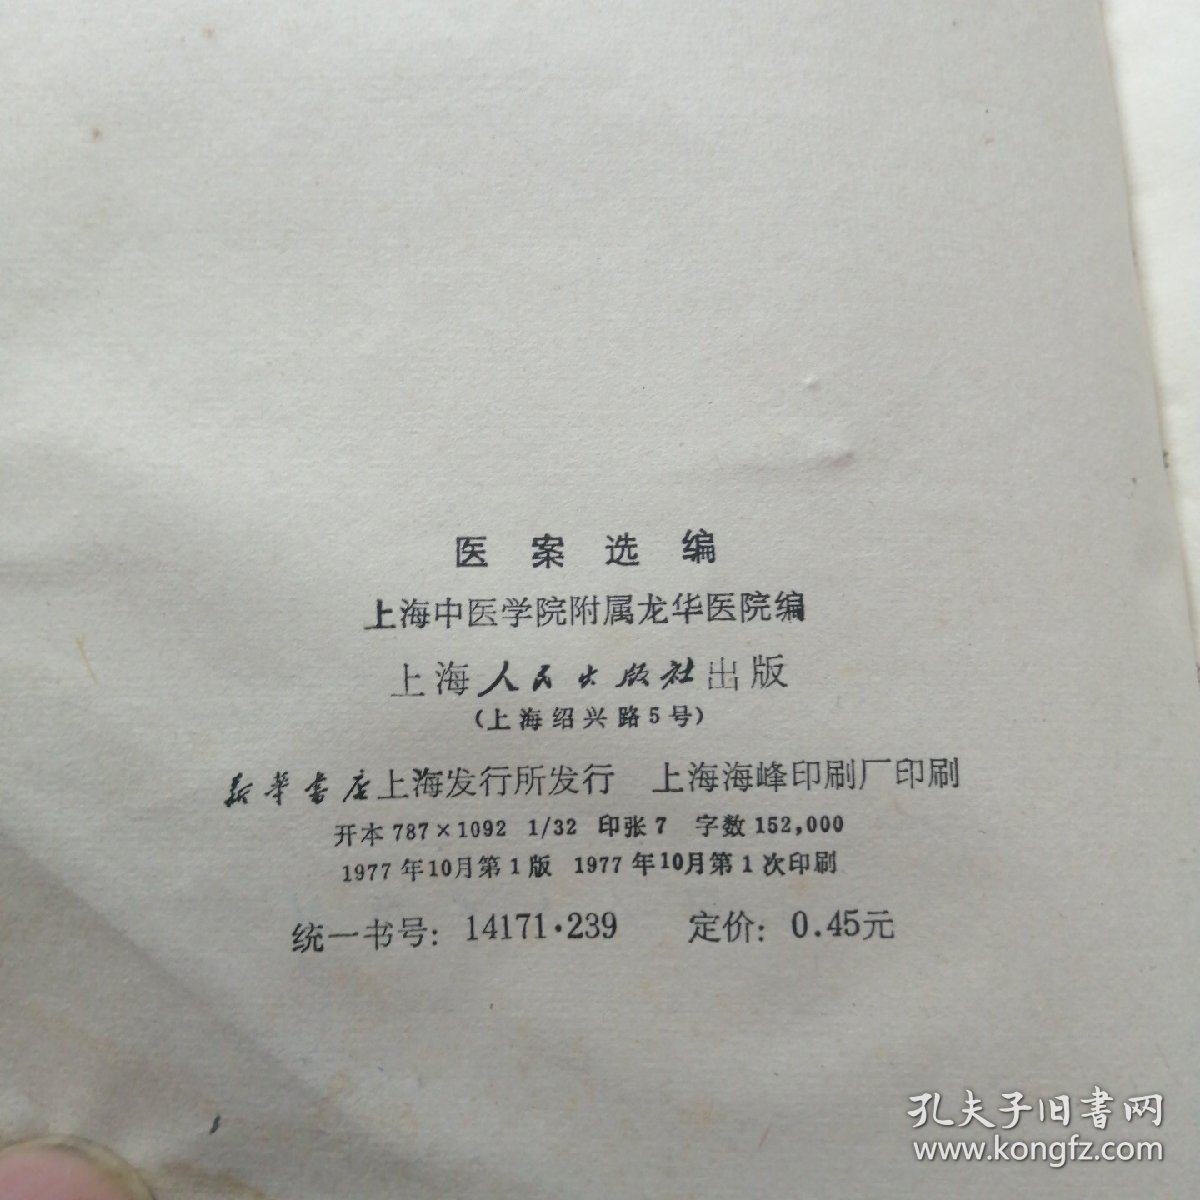 医案选编
上海中医学院附属龙华医院编
上海人民出版社出版
(上海绍兴路5号)
新华书店上海发行所发行 上海海峰印刷厂印刷
开本 787×1092 1/32 印张 7 字数 152,000
1977年10月第1版 1977年10月第1次印刷
统一书号: 14171·239 定价: 0.45元
孔夫子旧书网
www.kongfz.com